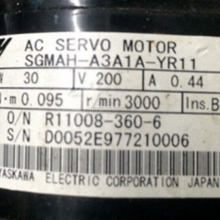 AC SERVO MOTOR
SGMAH-A3A1A-YR11
W 30 V 200 A 0.44
N·m 0.095 r/min 3000 Ins. B
O/N R11008-360-6
S/N D0052E977210006
YASKAWA ELECTRIC CORPORATION JAPAN